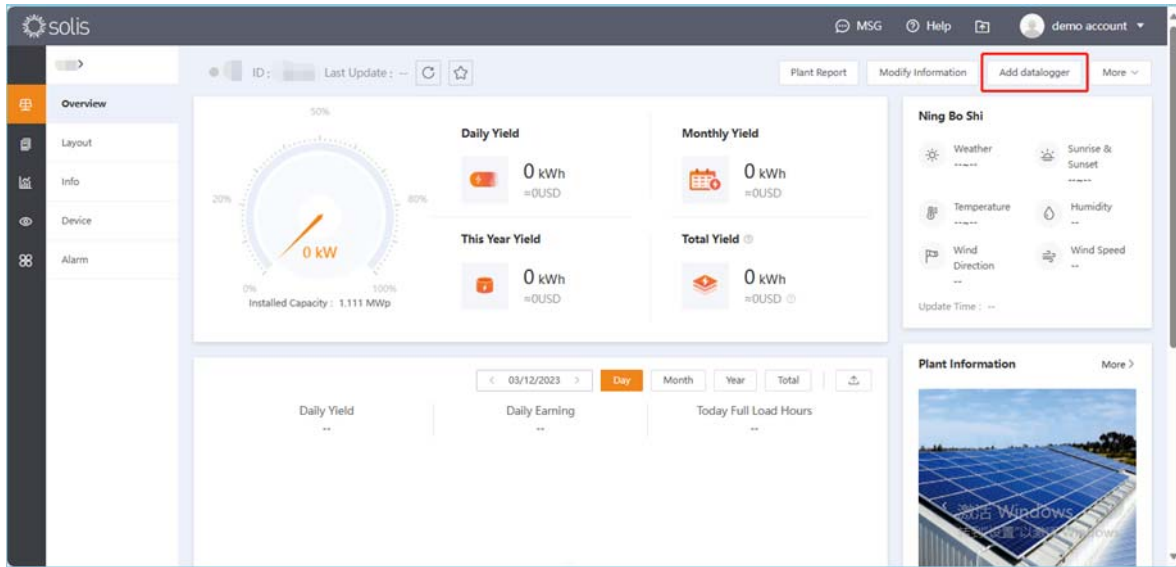 solis
MSG
Help
demo account
ID:
Last Update : --
Plant Report
Modify Information
Add datalogger
More
Overview
Layout
Info
Device
Alarm
50%
20%
80%
0 kW
0%
100%
Installed Capacity : 1.111 MWp
Daily Yield
0 kWh
≈0USD
Monthly Yield
0 kWh
≈0USD
This Year Yield
0 kWh
≈0USD
Total Yield
0 kWh
≈0USD
Ning Bo Shi
Weather
--~--
Sunrise &
Sunset
--~--
Temperature
--~--
Humidity
--
Wind
Direction
--
Wind Speed
--
Update Time : --
< 03/12/2023 >
Day
Month
Year
Total
Daily Yield
--
Daily Earning
--
Today Full Load Hours
--
Plant Information
More >
激活 Windows